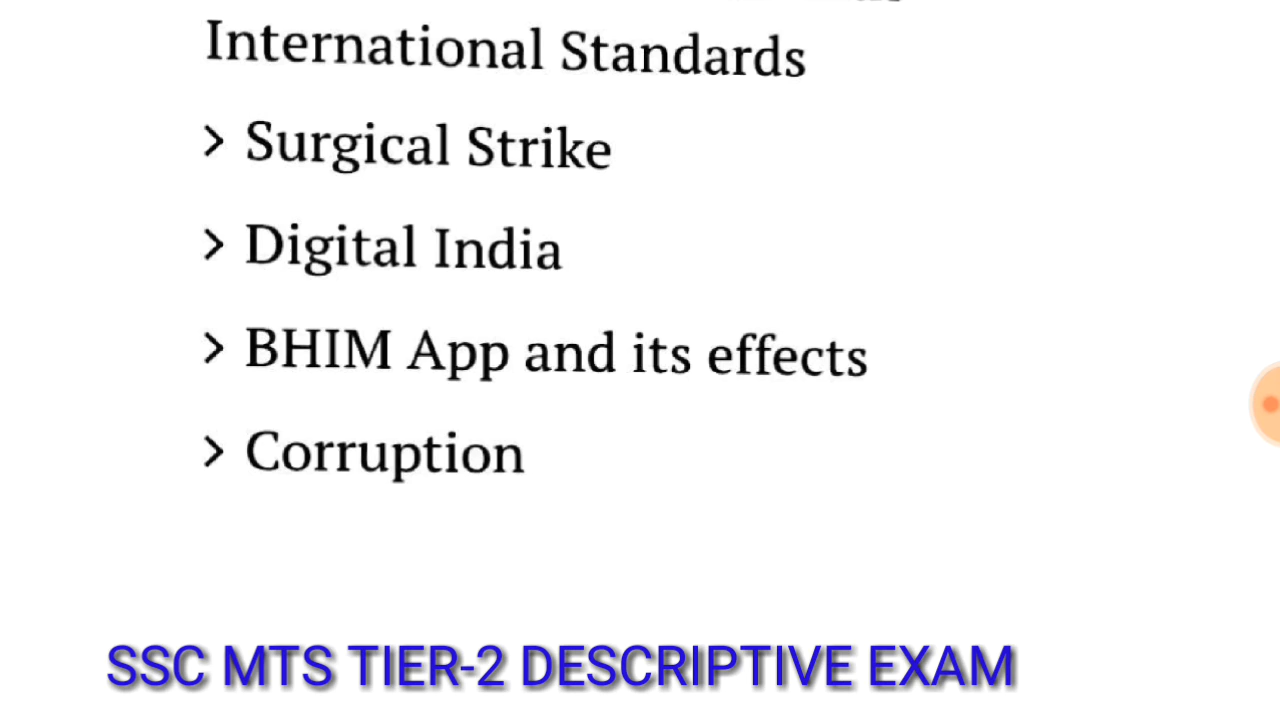 International Standards
> Surgical Strike
> Digital India
> BHIM App and its effects
> Corruption
SSC MTS TIER-2 DESCRIPTIVE EXAM